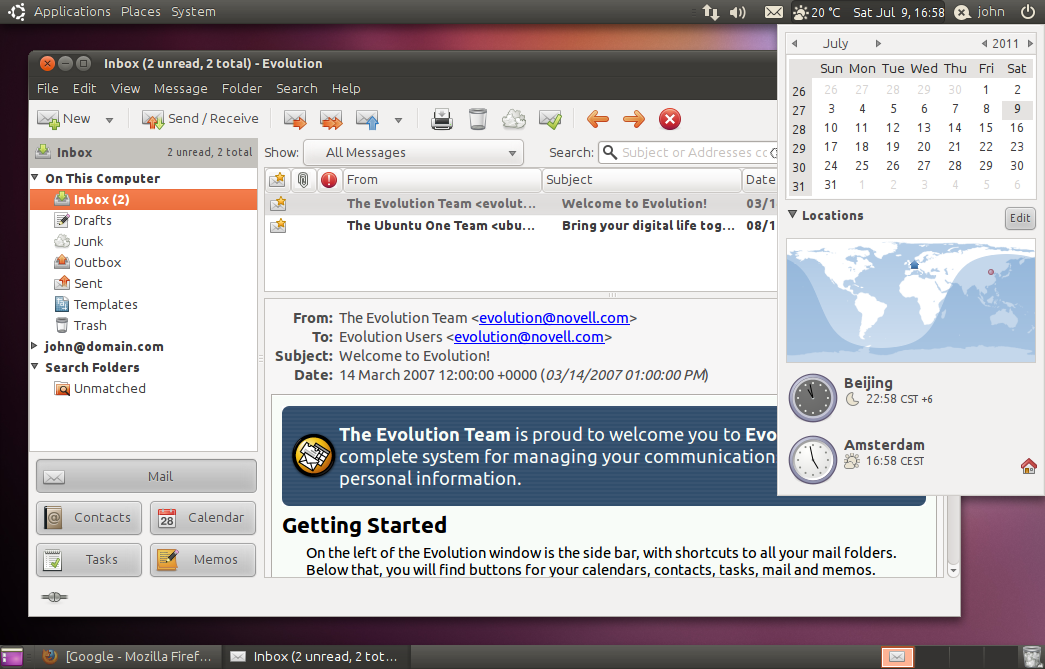 Applications Places System
20 °C Sat Jul 9, 16:58 john
Inbox (2 unread, 2 total) - Evolution
File Edit View Message Folder Search Help
New Send / Receive
Inbox 2 unread, 2 total
Show: All Messages Search: Subject or Addresses co
On This Computer
Inbox (2)
Drafts
Junk
Outbox
Sent
Templates
Trash
john@domain.com
Search Folders
Unmatched
From Subject Date
The Evolution Team <evolut... Welcome to Evolution! 03/1
The Ubuntu One Team <ubu... Bring your digital life tog... 08/1
From: The Evolution Team <evolution@novell.com>
To: Evolution Users <evolution@novell.com>
Subject: Welcome to Evolution!
Date: 14 March 2007 12:00:00 +0000 (03/14/2007 01:00:00 PM)
The Evolution Team is proud to welcome you to Evo
complete system for managing your communication
personal information.
Getting Started
On the left of the Evolution window is the side bar, with shortcuts to all your mail folders.
Below that, you will find buttons for your calendars, contacts, tasks, mail and memos.
Mail
Contacts 28 Calendar
Tasks Memos
July 2011
Sun Mon Tue Wed Thu Fri Sat
26 26 27 28 29 30 1 2
27 3 4 5 6 7 8 9
28 10 11 12 13 14 15 16
29 17 18 19 20 21 22 23
30 24 25 26 27 28 29 30
31 31 1 2 3 4 5 6
Locations Edit
Beijing
22:58 CST +6
Amsterdam
16:58 CEST
[Google - Mozilla Firef... Inbox (2 unread, 2 tot...